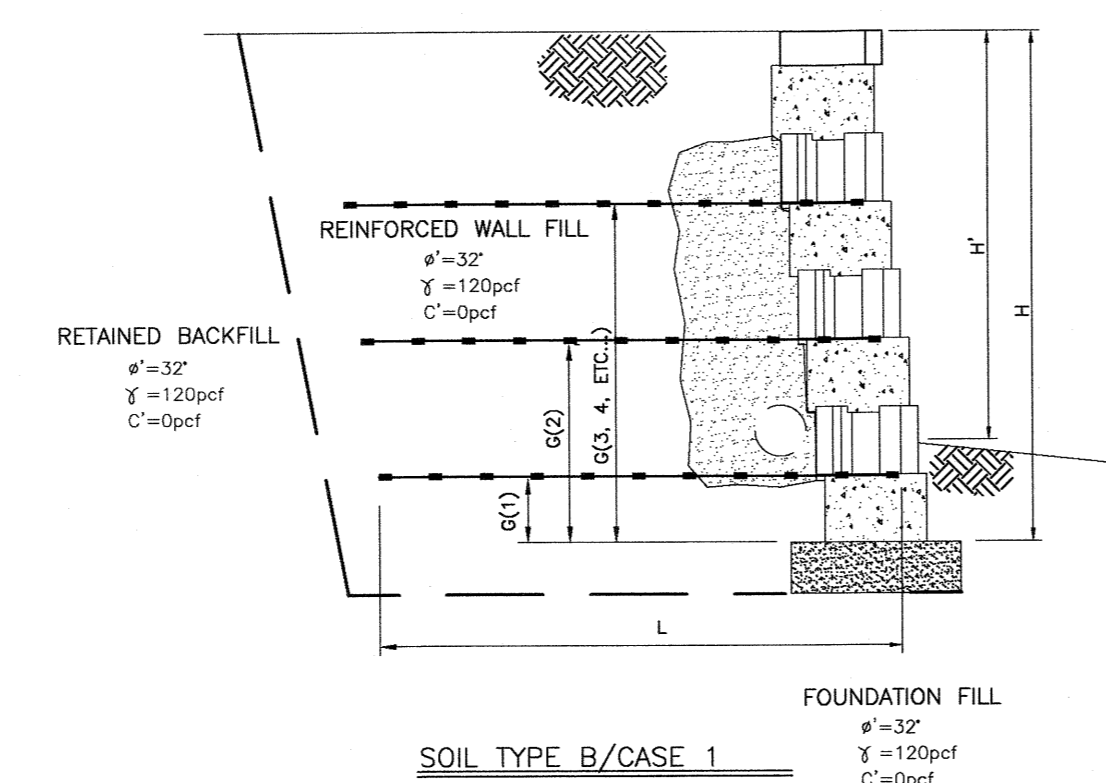 REINFORCED WALL FILL
ø'=32°
γ =120pcf
C'=0pcf
RETAINED BACKFILL
ø'=32°
γ =120pcf
C'=0pcf
G(1)
G(2)
G(3, 4, ETC...)
H'
H
L
FOUNDATION FILL
ø'=32°
γ =120pcf
C'=0pcf
SOIL TYPE B/CASE 1